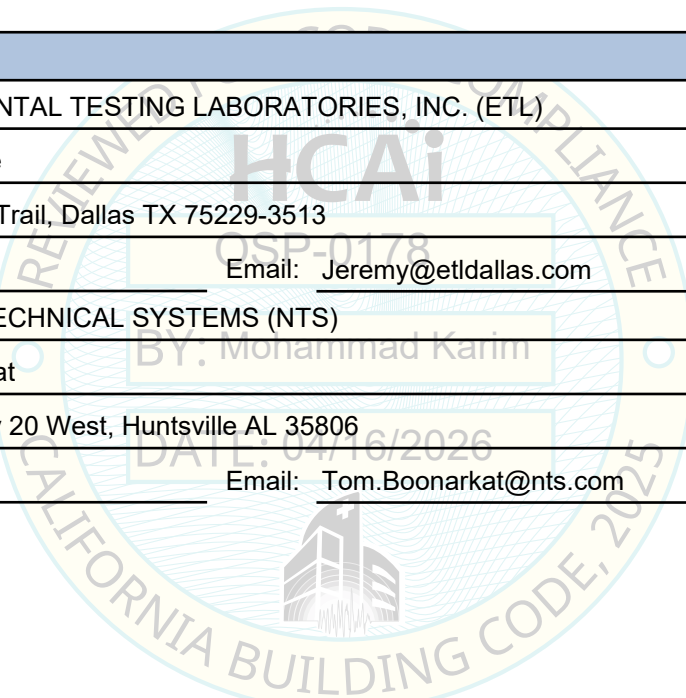 REVIEWED FOR CODE COMPLIANCE
NTAL TESTING LABORATORIES, INC. (ETL)
HCAi
Trail, Dallas TX 75229-3513
OSP-0178
Email: Jeremy@etldallas.com
ECHNICAL SYSTEMS (NTS)
BY: Mohammad Karim
at
20 West, Huntsville AL 35806
DATE: 04/16/2026
Email: Tom.Boonarkat@nts.com
CALIFORNIA BUILDING CODE, 2025